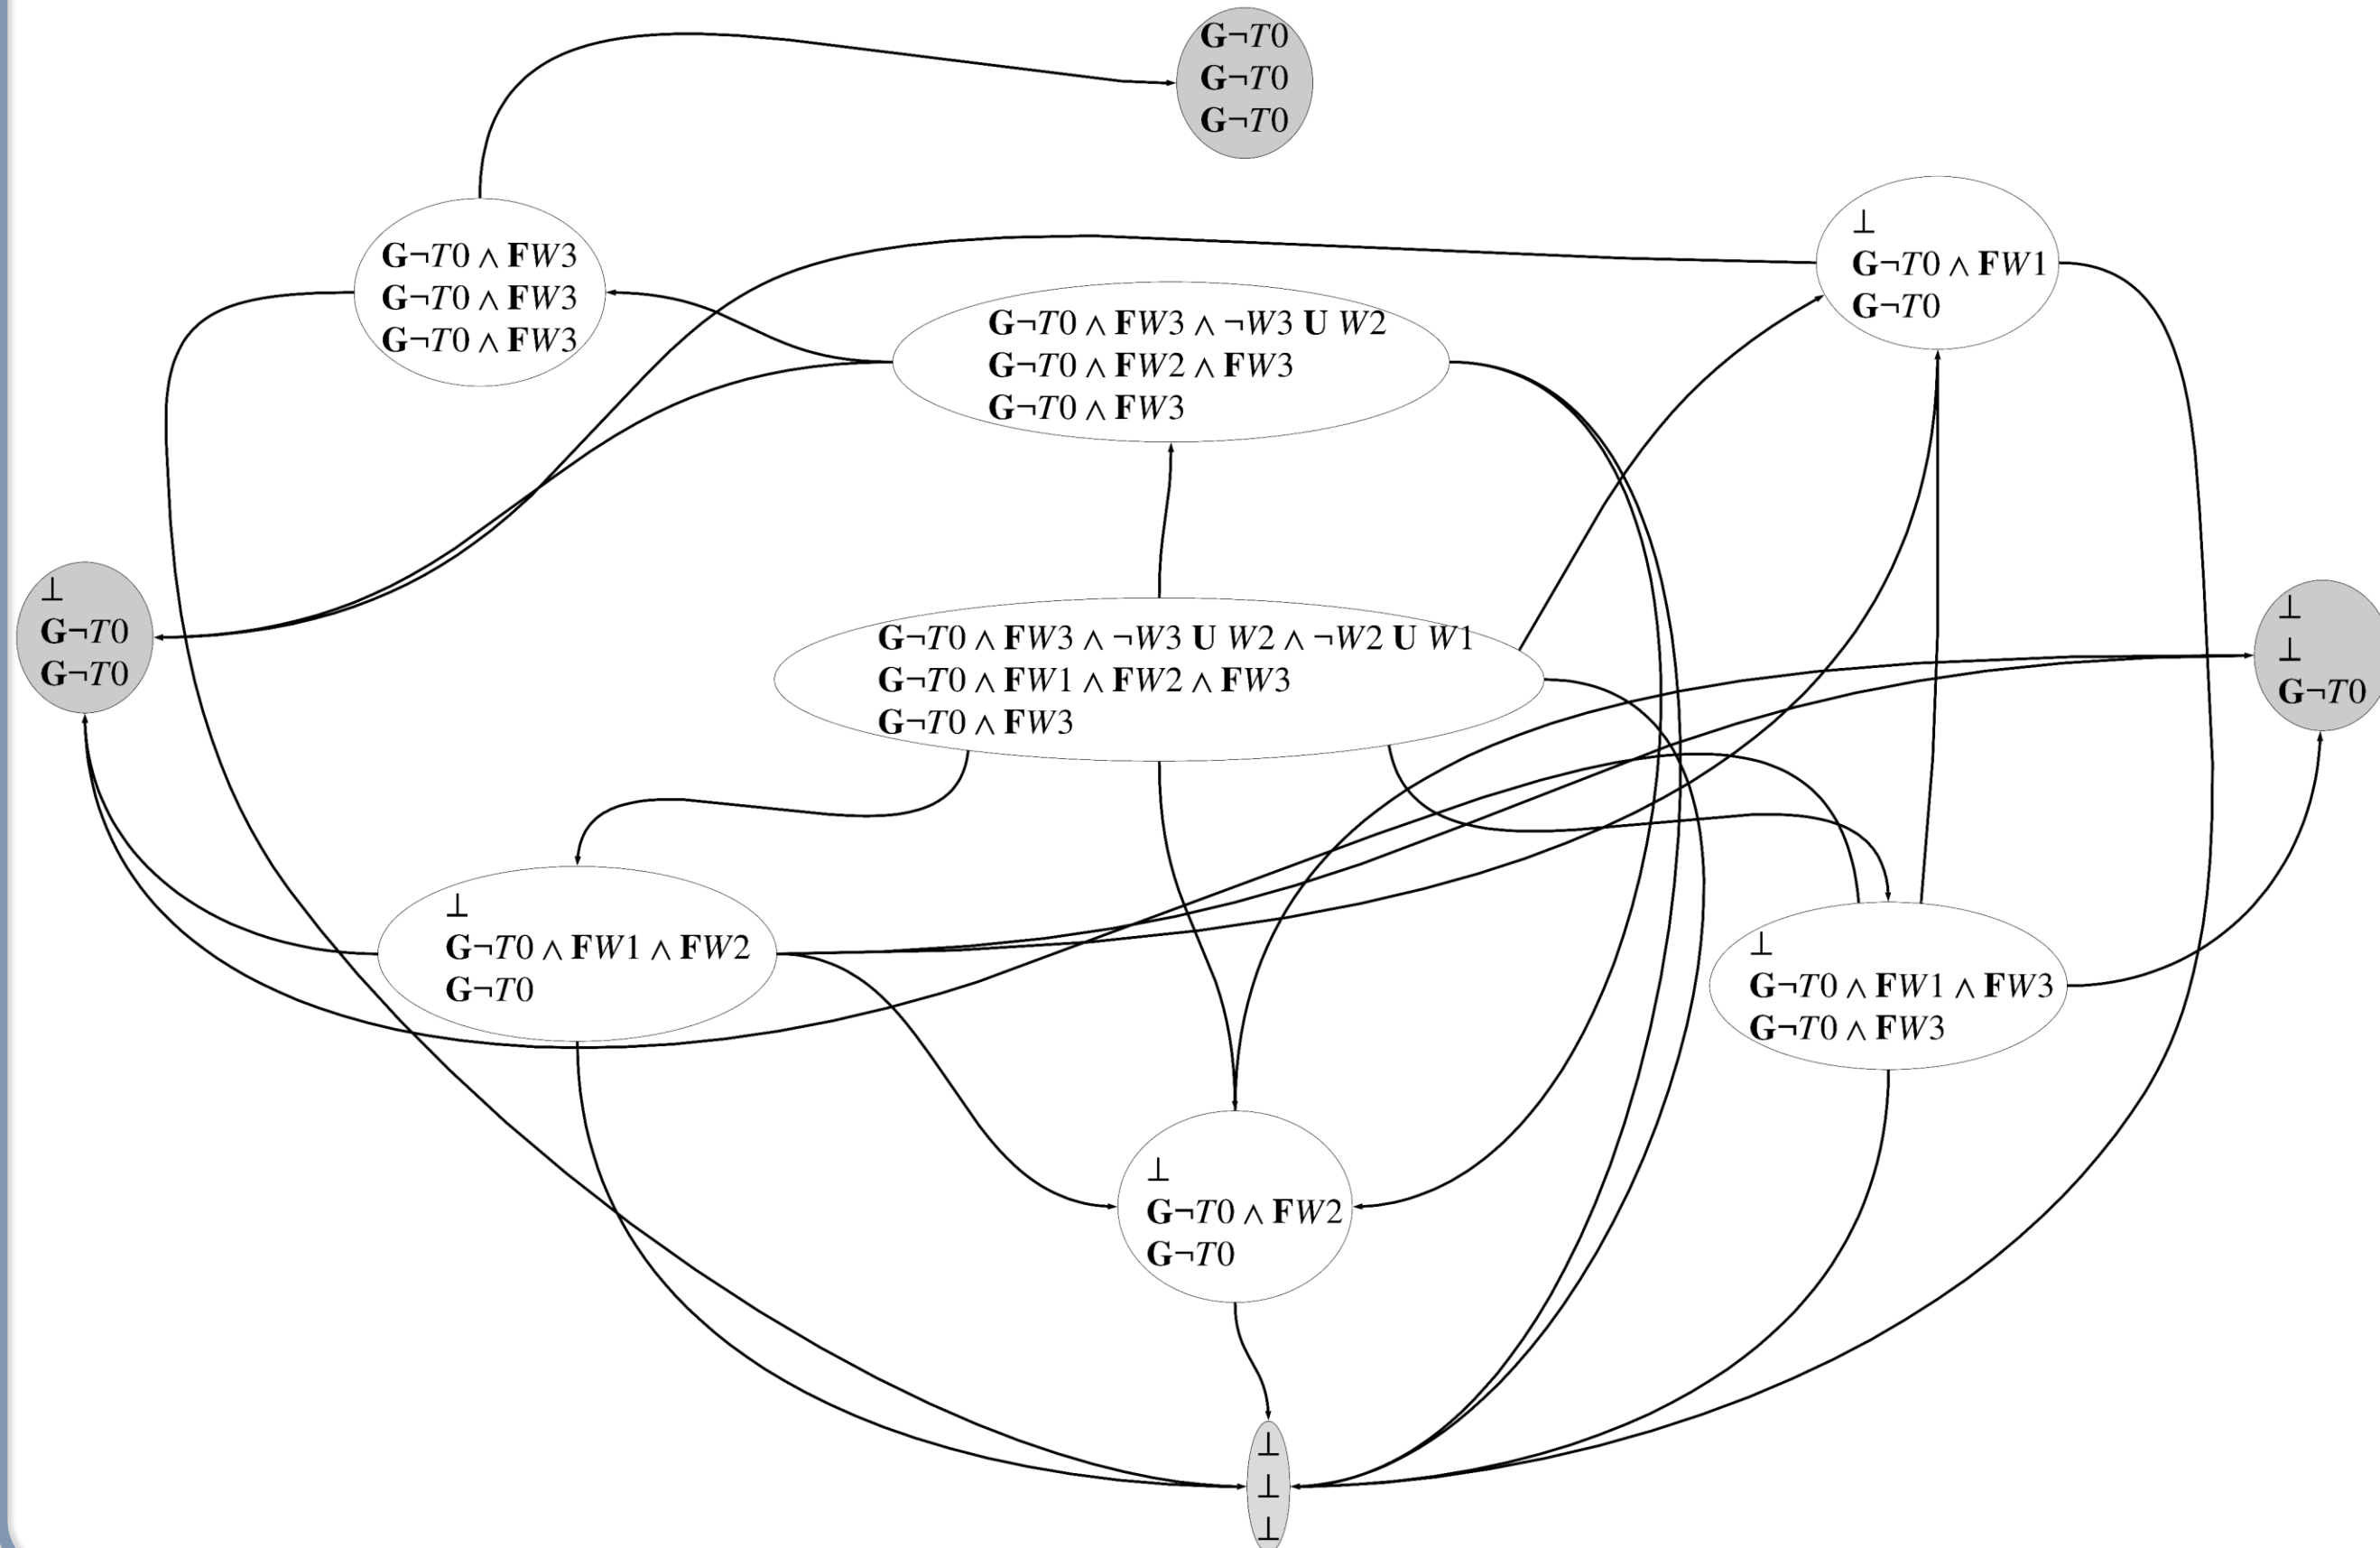 G¬T0
G¬T0
G¬T0
⊥
G¬T0 ∧ FW1
G¬T0
G¬T0 ∧ FW3
G¬T0 ∧ FW3
G¬T0 ∧ FW3
G¬T0 ∧ FW3 ∧ ¬W3 U W2
G¬T0 ∧ FW2 ∧ FW3
G¬T0 ∧ FW3
⊥
G¬T0
G¬T0
⊥
⊥
G¬T0
G¬T0 ∧ FW3 ∧ ¬W3 U W2 ∧ ¬W2 U W1
G¬T0 ∧ FW1 ∧ FW2 ∧ FW3
G¬T0 ∧ FW3
⊥
G¬T0 ∧ FW1 ∧ FW2
G¬T0
⊥
G¬T0 ∧ FW1 ∧ FW3
G¬T0 ∧ FW3
⊥
G¬T0 ∧ FW2
G¬T0
⊥
⊥
⊥